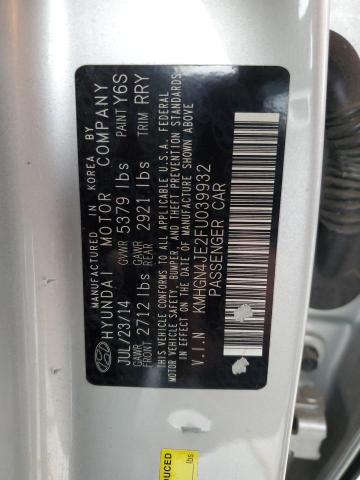 MANUFACTURED IN KOREA BY
HYUNDAI MOTOR COMPANY
JUL/23/14 GVWR 5379 lbs PAINT Y6S
GAWR FRONT 2712 lbs GAWR REAR 2921 lbs TRIM RRY
THIS VEHICLE CONFORMS TO ALL APPLICABLE U.S.A. FEDERAL
MOTOR VEHICLE SAFETY, BUMPER, AND THEFT PREVENTION STANDARDS
IN EFFECT ON THE DATE OF MANUFACTURE SHOWN ABOVE
V.I.N KMHGN4JE2FU039932
PASSENGER CAR
DUCED
lbs